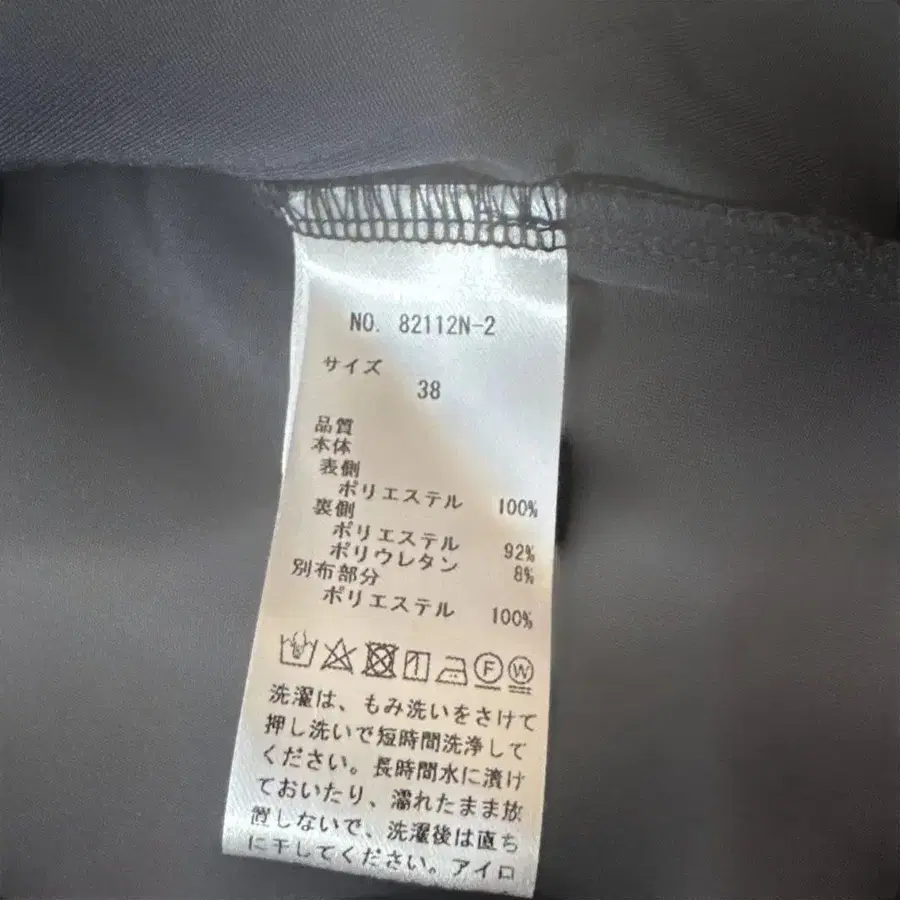 NO. 82112N-2
サイズ
38
品質
本体
表側
ポリエステル 100%
裏側
ポリエステル 92%
ポリウレタン 8%
別布部分
ポリエステル 100%
F W
洗濯は、もみ洗いをさけて
押し洗いで短時間洗浄して
ください。長時間水に漬け
ておいたり、濡れたまま放
置しないで、洗濯後は直ち
に干してください。アイロ